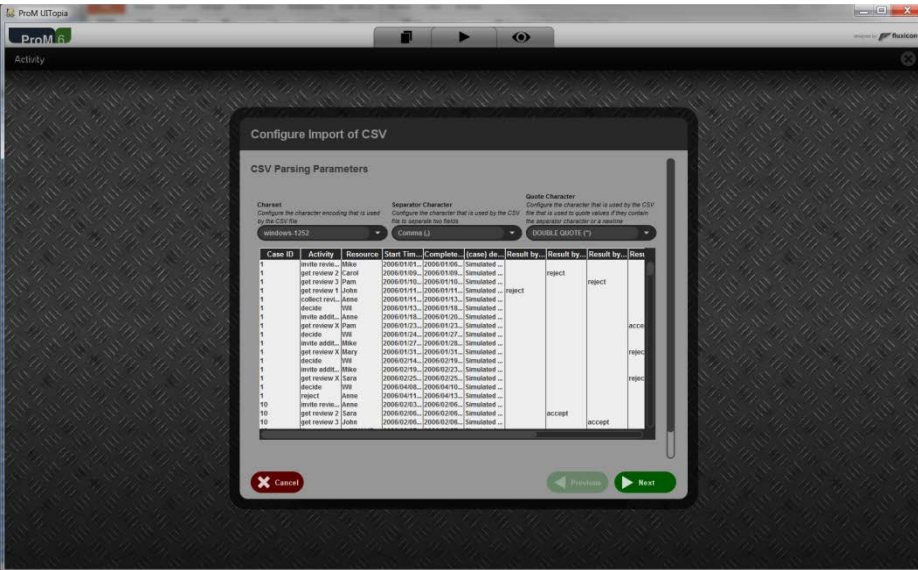 ProM UITopia
ProM 6
designed by fluxicon
Activity
Configure Import of CSV
CSV Parsing Parameters
Charset
Configure the character encoding that is used
by the CSV file
windows-1252
Separator Character
Configure the character that is used by the CSV
file to separate two fields
Comma (,)
Quote Character
Configure the character that is used by the CSV
file that is used to quote values if they contain
the separator character or a newline
DOUBLE QUOTE (")
Case ID Activity Resource Start Tim... Complete... (case) de... Result by... Result by... Result by... Resu
1 invite revie... Mike 2006/01/01... 2006/01/06... Simulated ...
1 get review 2 Carol 2006/01/09... 2006/01/09... Simulated ... reject
1 get review 3 Pam 2006/01/10... 2006/01/10... Simulated ... reject
1 get review 1 John 2006/01/11... 2006/01/11... Simulated ... reject
1 collect revi... Anne 2006/01/11... 2006/01/13... Simulated ...
1 decide Wil 2006/01/13... 2006/01/18... Simulated ...
1 invite addit... Anne 2006/01/18... 2006/01/20... Simulated ...
1 get review X Pam 2006/01/23... 2006/01/23... Simulated ... acce
1 decide Wil 2006/01/24... 2006/01/27... Simulated ...
1 invite addit... Mike 2006/01/27... 2006/01/28... Simulated ...
1 get review X Mary 2006/01/31... 2006/01/31... Simulated ... rejec
1 decide Wil 2006/02/14... 2006/02/19... Simulated ...
1 invite addit... Mike 2006/02/19... 2006/02/23... Simulated ...
1 get review X Sara 2006/02/25... 2006/02/25... Simulated ... rejec
1 decide Wil 2006/04/08... 2006/04/10... Simulated ...
1 reject Anne 2006/04/11... 2006/04/13... Simulated ...
10 invite revie... Anne 2006/02/03... 2006/02/06... Simulated ...
10 get review 2 Sara 2006/02/06... 2006/02/06... Simulated ... accept
10 get review 3 John 2006/02/06... 2006/02/06... Simulated ... accept
Cancel
Previous
Next